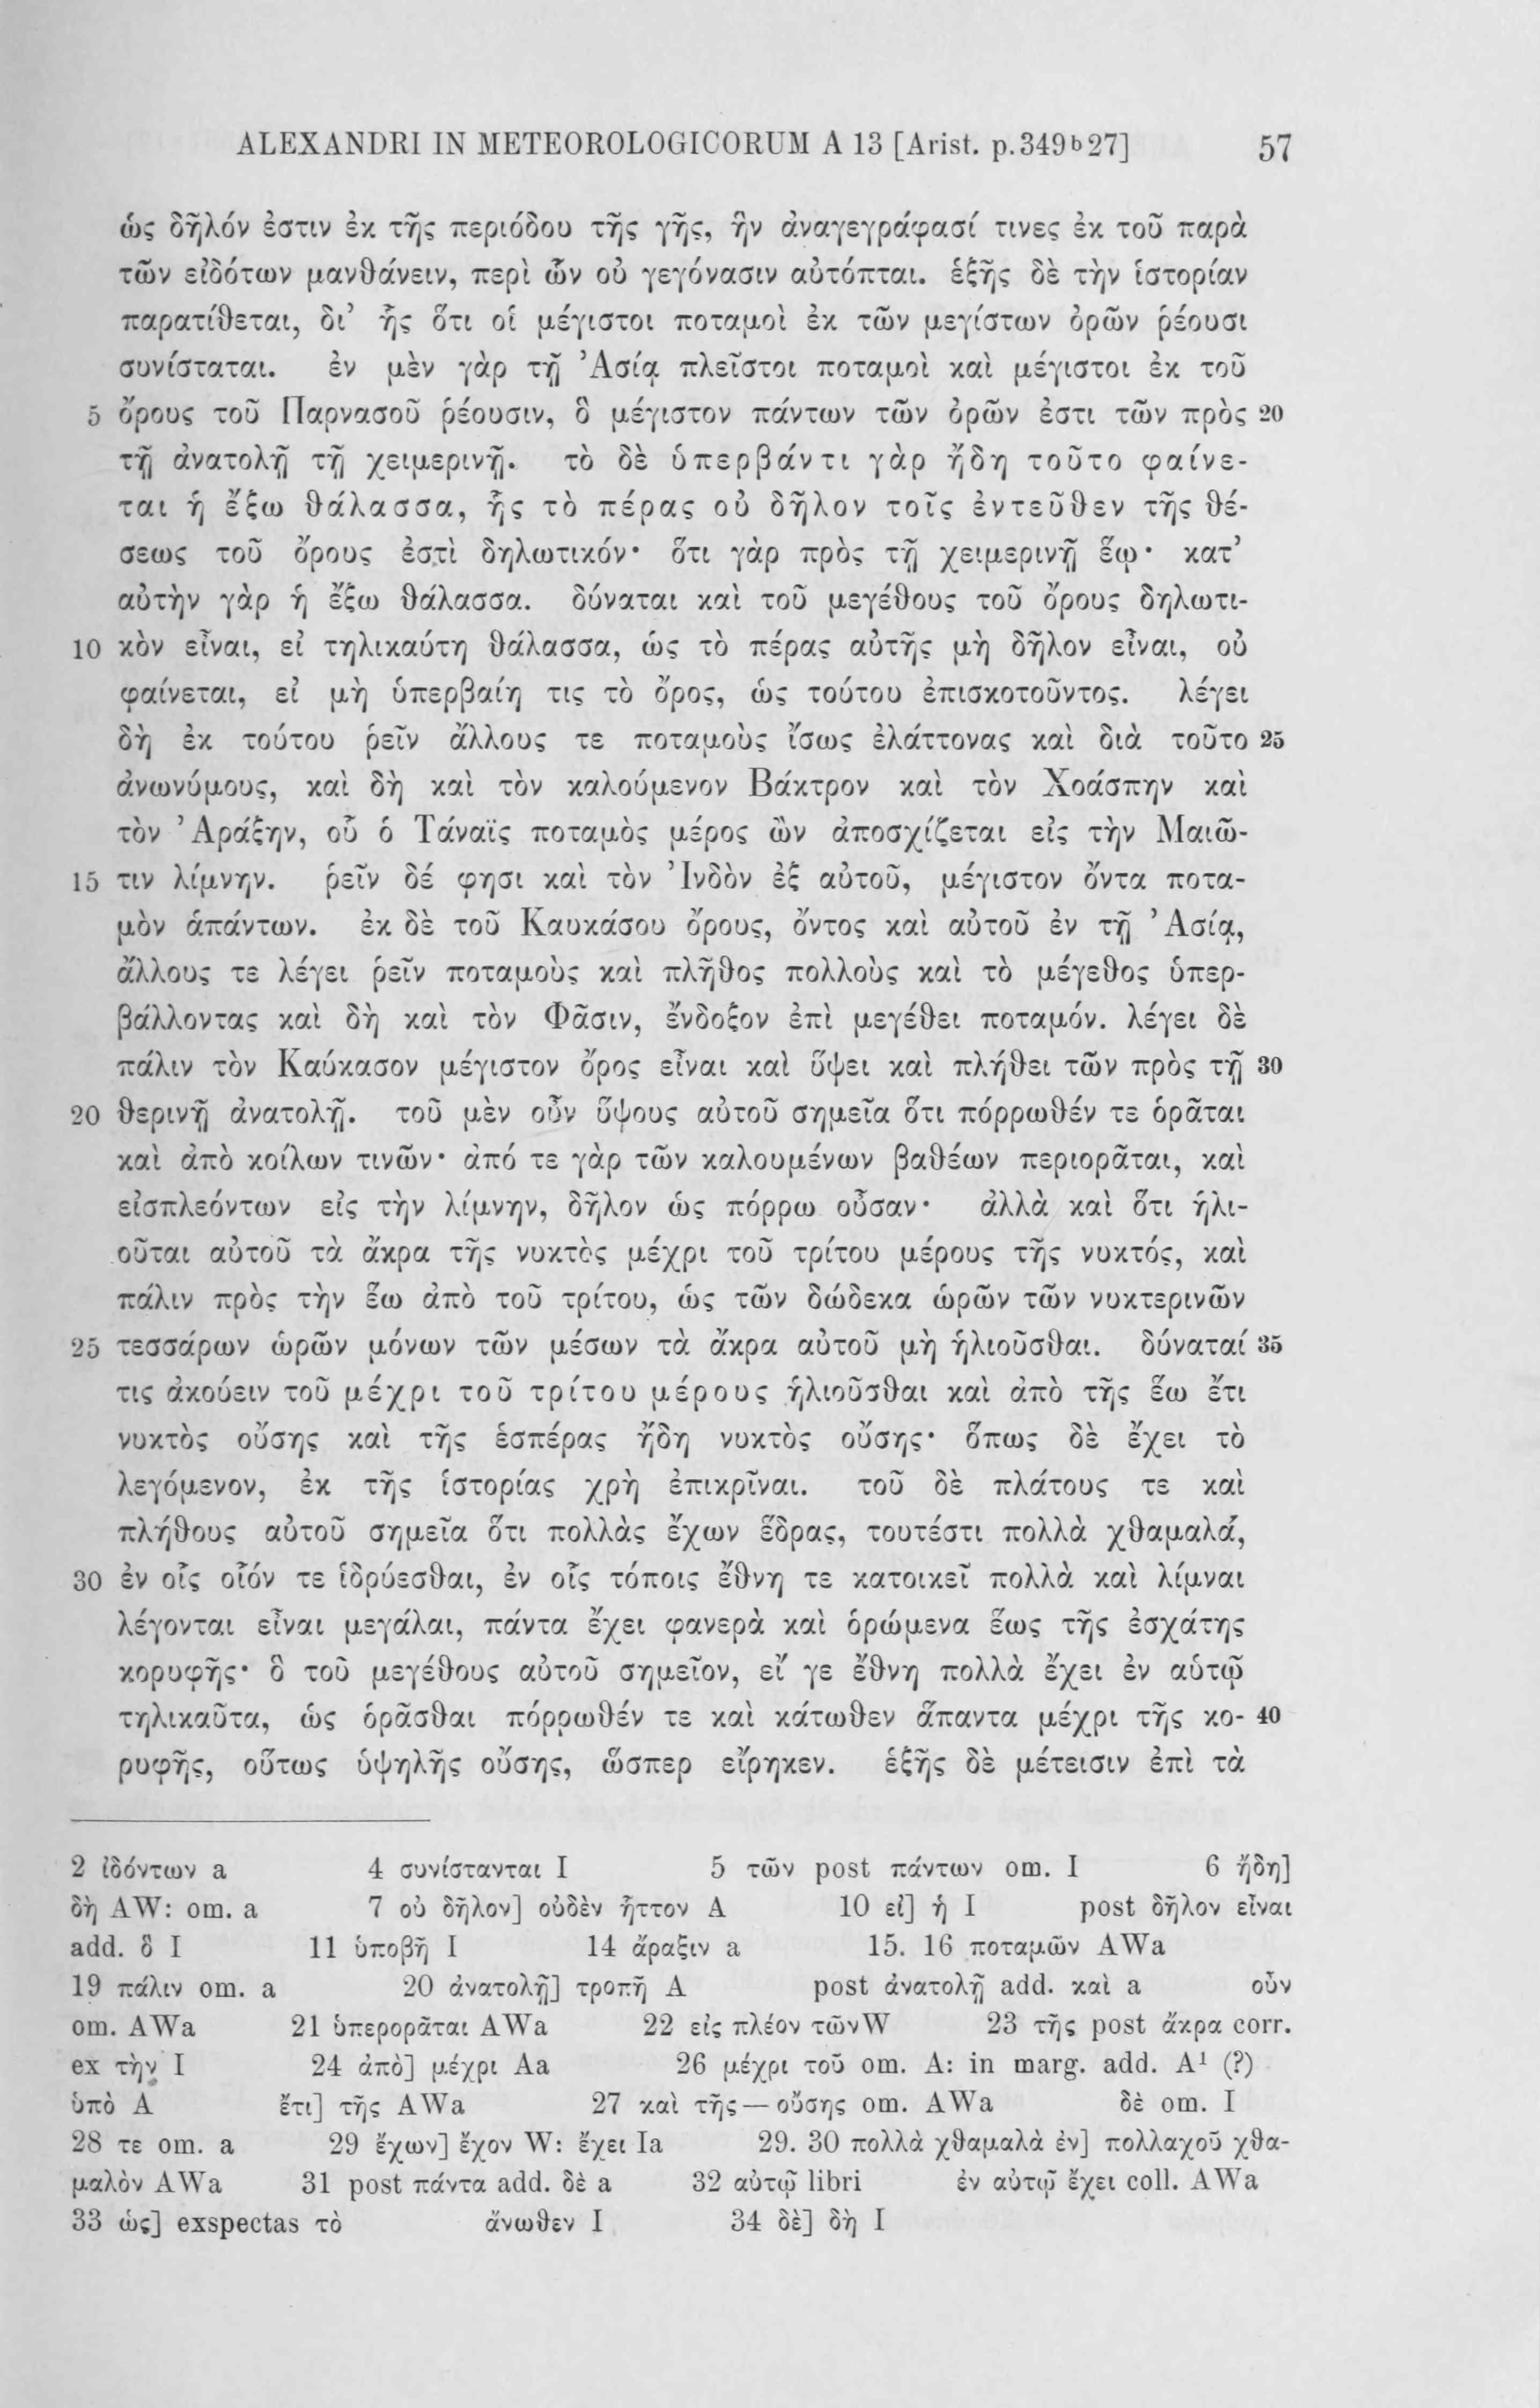 ALEXANDRI IN METEOROLOGICORUM A 13 [Arist. p.349ᵇ27] 57
ὡς δῆλόν ἐστιν ἐκ τῆς περιόδου τῆς γῆς, ἣν ἀναγεγράφασί τινες ἐκ τοῦ παρὰ
τῶν εἰδότων μανθάνειν, περὶ ὧν οὐ γεγόνασιν αὐτόπται. ἑξῆς δὲ τὴν ἱστορίαν
παρατίθεται, δι’ ἧς ὅτι οἱ μέγιστοι ποταμοὶ ἐκ τῶν μεγίστων ὀρῶν ῥέουσι
συνίσταται. ἐν μὲν γὰρ τῇ Ἀσίᾳ πλεῖστοι ποταμοὶ καὶ μέγιστοι ἐκ τοῦ
5 ὄρους τοῦ Παρνασοῦ ῥέουσιν, ὃ μέγιστον πάντων τῶν ὀρῶν ἐστι τῶν πρὸς 20
τῇ ἀνατολῇ τῇ χειμερινῇ. τὸ δὲ ὑπερβάντι γὰρ ἤδη τοῦτο φαίνε-
ται ἡ ἔξω θάλασσα, ἧς τὸ πέρας οὐ δῆλον τοῖς ἐντεῦθεν τῆς θέ-
σεως τοῦ ὄρους ἐστὶ δηλωτικόν· ὅτι γὰρ πρὸς τῇ χειμερινῇ ἕῳ· κατ’
αὐτὴν γὰρ ἡ ἔξω θάλασσα. δύναται καὶ τοῦ μεγέθους τοῦ ὄρους δηλωτι-
10 κὸν εἶναι, εἰ τηλικαύτη θάλασσα, ὡς τὸ πέρας αὐτῆς μὴ δῆλον εἶναι, οὐ
φαίνεται, εἰ μὴ ὑπερβαίη τις τὸ ὄρος, ὡς τούτου ἐπισκοτοῦντος. λέγει
δὴ ἐκ τούτου ῥεῖν ἄλλους τε ποταμοὺς ἴσως ἐλάττονας καὶ διὰ τοῦτο 25
ἀνωνύμους, καὶ δὴ καὶ τὸν καλούμενον Βάκτρον καὶ τὸν Χοάσπην καὶ
τὸν Ἀράξην, οὗ ὁ Τάναϊς ποταμὸς μέρος ὢν ἀποσχίζεται εἰς τὴν Μαιῶ-
15 τιν λίμνην. ῥεῖν δέ φησι καὶ τὸν Ἰνδὸν ἐξ αὐτοῦ, μέγιστον ὄντα ποτα-
μὸν ἁπάντων. ἐκ δὲ τοῦ Καυκάσου ὄρους, ὄντος καὶ αὐτοῦ ἐν τῇ Ἀσίᾳ,
ἄλλους τε λέγει ῥεῖν ποταμοὺς καὶ πλῆθος πολλοὺς καὶ τὸ μέγεθος ὑπερ-
βάλλοντας καὶ δὴ καὶ τὸν Φᾶσιν, ἔνδοξον ἐπὶ μεγέθει ποταμόν. λέγει δὲ
πάλιν τὸν Καύκασον μέγιστον ὄρος εἶναι καὶ ὕψει καὶ πλήθει τῶν πρὸς τῇ 30
20 θερινῇ ἀνατολῇ. τοῦ μὲν οὖν ὕψους αὐτοῦ σημεῖα ὅτι πόρρωθέν τε ὁρᾶται
καὶ ἀπὸ κοίλων τινῶν· ἀπό τε γὰρ τῶν καλουμένων βαθέων περιορᾶται, καὶ
εἰσπλεόντων εἰς τὴν λίμνην, δῆλον ὡς πόρρω οὖσαν· ἀλλὰ καὶ ὅτι ἡλι-
οῦται αὐτοῦ τὰ ἄκρα τῆς νυκτὸς μέχρι τοῦ τρίτου μέρους τῆς νυκτός, καὶ
πάλιν πρὸς τὴν ἕω ἀπὸ τοῦ τρίτου, ὡς τῶν δώδεκα ὡρῶν τῶν νυκτερινῶν
25 τεσσάρων ὡρῶν μόνων τῶν μέσων τὰ ἄκρα αὐτοῦ μὴ ἡλιοῦσθαι. δύναταί 35
τις ἀκούειν τοῦ μέχρι τοῦ τρίτου μέρους ἡλιοῦσθαι καὶ ἀπὸ τῆς ἕω ἔτι
νυκτὸς οὔσης καὶ τῆς ἑσπέρας ἤδη νυκτὸς οὔσης· ὅπως δὲ ἔχει τὸ
λεγόμενον, ἐκ τῆς ἱστορίας χρὴ ἐπικρῖναι. τοῦ δὲ πλάτους τε καὶ
πλήθους αὐτοῦ σημεῖα ὅτι πολλὰς ἔχων ἕδρας, τουτέστι πολλὰ χθαμαλά,
30 ἐν οἷς οἷόν τε ἱδρύεσθαι, ἐν οἷς τόποις ἔθνη τε κατοικεῖ πολλὰ καὶ λίμναι
λέγονται εἶναι μεγάλαι, πάντα ἔχει φανερὰ καὶ ὁρώμενα ἕως τῆς ἐσχάτης
κορυφῆς· ὃ τοῦ μεγέθους αὐτοῦ σημεῖον, εἴ γε ἔθνη πολλὰ ἔχει ἐν αὑτῷ
τηλικαῦτα, ὡς ὁρᾶσθαι πόρρωθέν τε καὶ κάτωθεν ἅπαντα μέχρι τῆς κο- 40
ρυφῆς, οὕτως ὑψηλῆς οὔσης, ὥσπερ εἴρηκεν. ἑξῆς δὲ μέτεισιν ἐπὶ τὰ
2 ἰδόντων a 4 συνίστανται I 5 τῶν post πάντων om. I 6 ἤδη]
δὴ AW: om. a 7 οὐ δῆλον] οὐδὲν ἧττον A 10 εἰ] ἡ I post δῆλον εἶναι
add. ὃ I 11 ὑποβῆ I 14 ἄραξιν a 15. 16 ποταμῶν AWa
19 πάλιν om. a 20 ἀνατολῇ] τροπῇ A post ἀνατολῇ add. καὶ a οὖν
om. AWa 21 ὑπερορᾶται AWa 22 εἰς πλέον τῶν W 23 τῆς post ἄκρα corr.
ex τὴν I 24 ἀπὸ] μέχρι Aa 26 μέχρι τοῦ om. A: in marg. add. A¹ (?)
ὑπὸ A ἔτι] τῆς AWa 27 καὶ τῆς — οὔσης om. AWa δὲ om. I
28 τε om. a 29 ἔχων] ἔχον W: ἔχει Ia 29. 30 πολλὰ χθαμαλὰ ἐν] πολλαχοῦ χθα-
μαλὸν AWa 31 post πάντα add. δὲ a 32 αὐτῷ libri ἐν αὐτῷ ἔχει coll. AWa
33 ὡς] exspectas τὸ ἄνωθεν I 34 δὲ] δὴ I